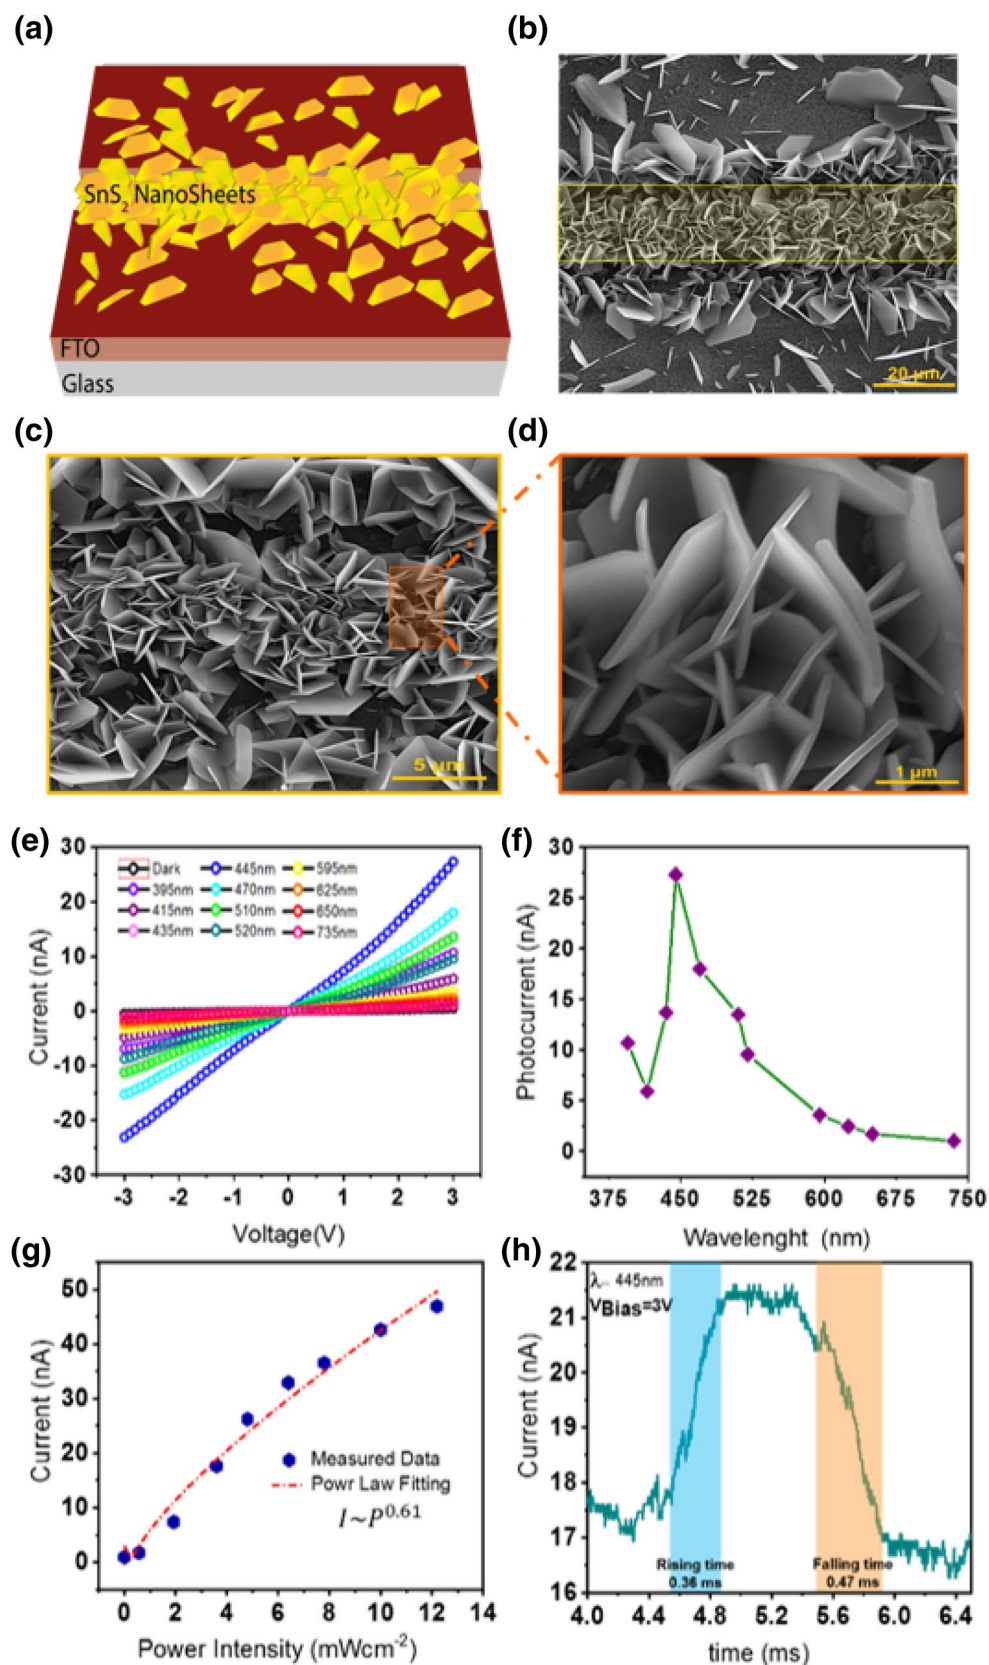 (a)
SnS2 NanoSheets
FTO
Glass
(b)
20 μm
(c)
5 μm
(d)
1 μm
(e)
30
20
10
0
-10
-20
-30
Current (nA)
Dark
395nm
415nm
435nm
445nm
470nm
510nm
520nm
595nm
625nm
650nm
735nm
-3 -2 -1 0 1 2 3
Voltage(V)
(f)
30
25
20
15
10
5
0
Photocurrent (nA)
375 450 525 600 675 750
Wavelenght (nm)
(g)
50
40
30
20
10
0
Current (nA)
Measured Data
Powr Law Fitting
I~P^0.61
0 2 4 6 8 10 12 14
Power Intensity (mWcm-2)
(h)
22
21
20
19
18
17
16
Current (nA)
λ= 445nm
VBias=3V
Rising time
0.36 ms
Falling time
0.47 ms
4.0 4.4 4.8 5.2 5.6 6.0 6.4
time (ms)